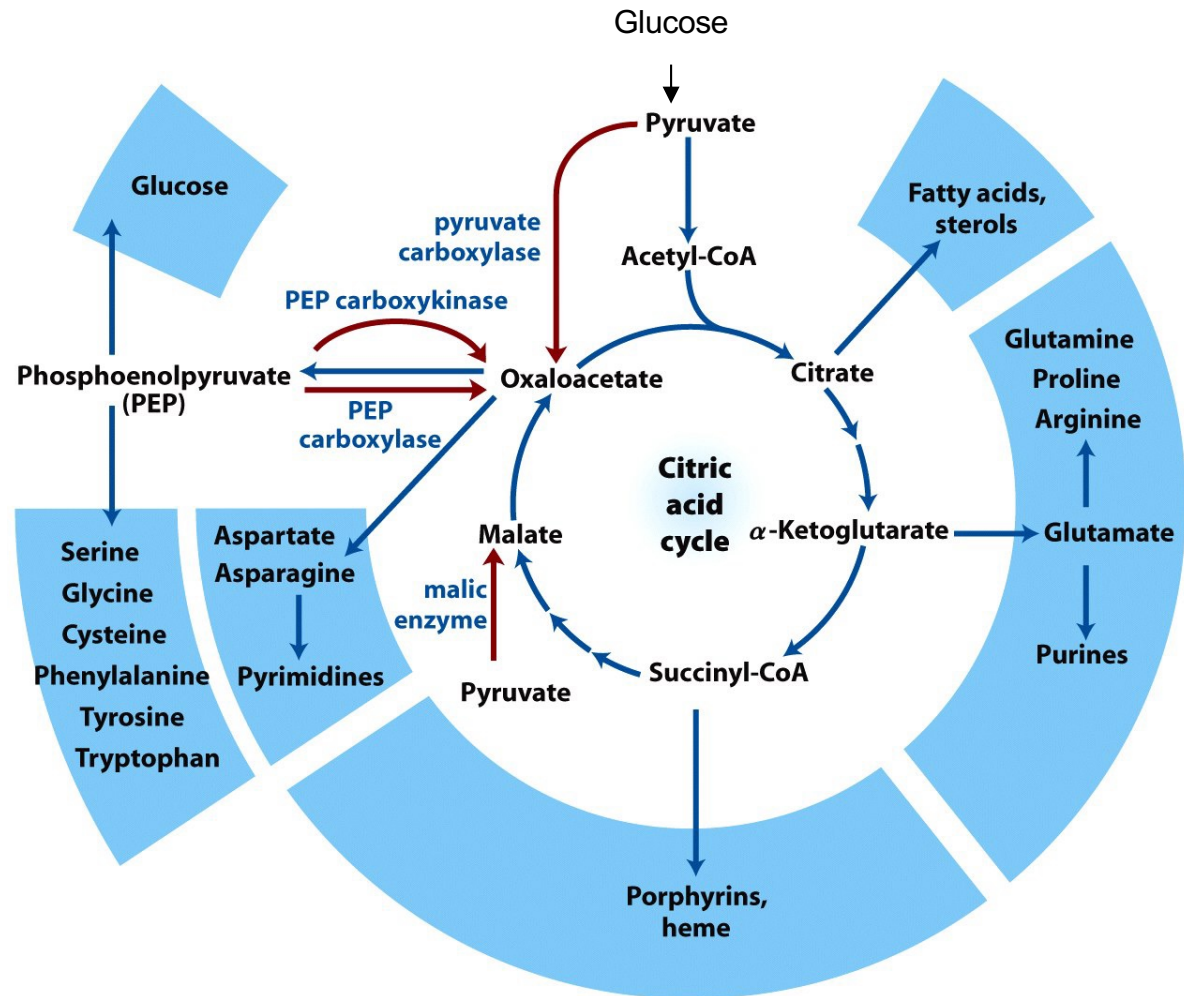 Glucose
Pyruvate
Glucose
Fatty acids,
sterols
pyruvate
carboxylase
Acetyl-CoA
PEP carboxykinase
Phosphoenolpyruvate
(PEP)
Oxaloacetate
Citrate
Glutamine
Proline
Arginine
PEP
carboxylase
Citric
acid
cycle
Malate
α-Ketoglutarate
Glutamate
Aspartate
Asparagine
Serine
Glycine
Cysteine
Phenylalanine
Tyrosine
Tryptophan
malic
enzyme
Pyrimidines
Pyruvate
Succinyl-CoA
Purines
Porphyrins,
heme